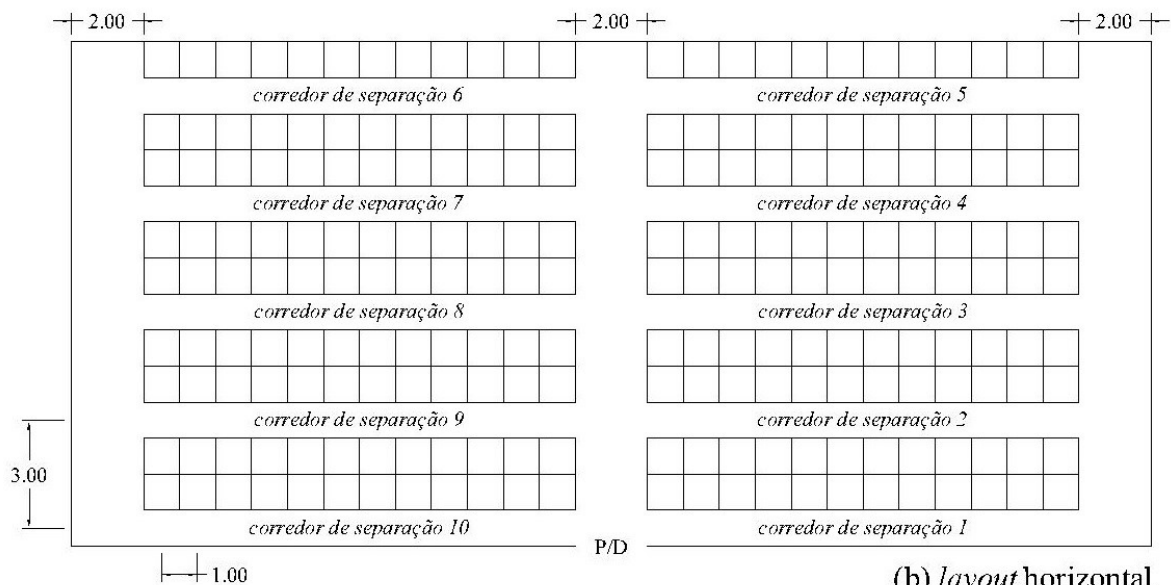 2.00 2.00 2.00
corredor de separação 6 corredor de separação 5
corredor de separação 7 corredor de separação 4
corredor de separação 8 corredor de separação 3
corredor de separação 9 corredor de separação 2
3.00
corredor de separação 10 corredor de separação 1
P/D
1.00
(b) layout horizontal